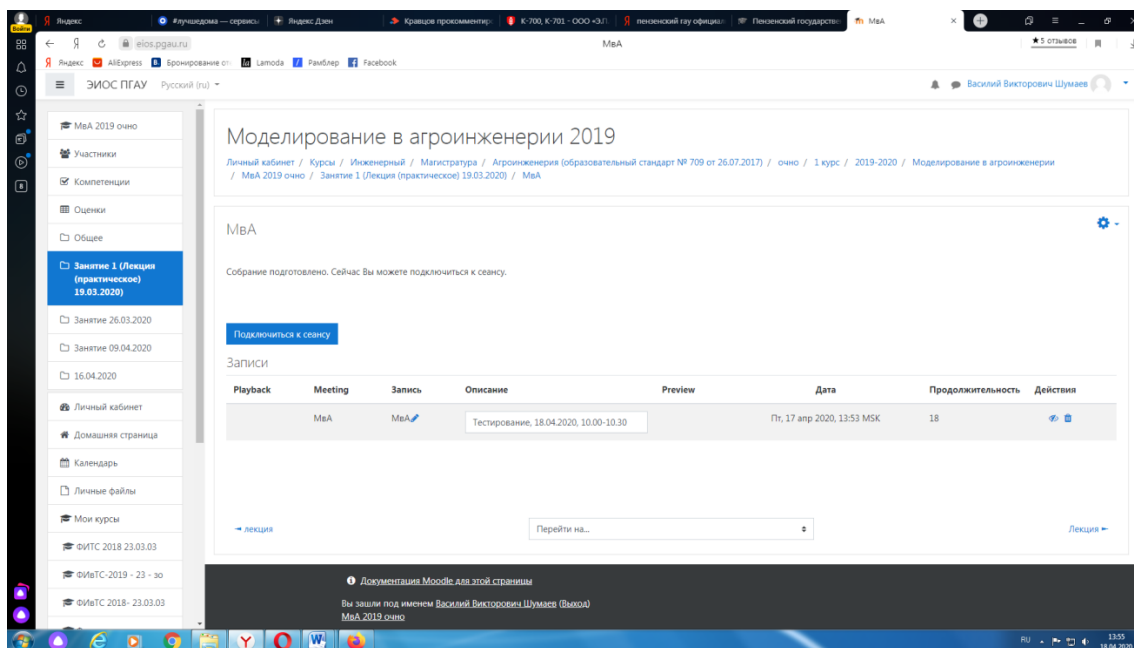 Войти
Яндекс
#лучшедома — сервисы
Яндекс Дзен
Кравцов прокомментиро
К-700, К-701 - ООО «ЗЛ
пензенский гау официал
Пензенский государстве
МвА
eios.pgau.ru
МвА
★5 отзывов
Яндекс
AliExpress
Бронирование оте
Lamoda
Рамблер
Facebook
ЭИОС ПГАУ
Русский (ru)
Василий Викторович Шумаев
МвА 2019 очно
Участники
Компетенции
Оценки
Общее
Занятие 1 (Лекция
(практическое)
19.03.2020)
Занятие 26.03.2020
Занятие 09.04.2020
16.04.2020
Личный кабинет
Домашняя страница
Календарь
Личные файлы
Мои курсы
ФИТС 2018 23.03.03
ФИвТС-2019 - 23 - зо
ФИвТС 2018- 23.03.03
Моделирование в агроинженерии 2019
Личный кабинет / Курсы / Инженерный / Магистратура / Агроинженерия (образовательный стандарт № 709 от 26.07.2017) / очно / 1 курс / 2019-2020 / Моделирование в агроинженерии
/ МвА 2019 очно / Занятие 1 (Лекция (практическое) 19.03.2020) / МвА
МвА
Собрание подготовлено. Сейчас Вы можете подключиться к сеансу.
Подключиться к сеансу
Записи
Playback Meeting Запись Описание Preview Дата Продолжительность Действия
МвА МвА Тестирование, 18.04.2020, 10.00-10.30 Пт, 17 апр 2020, 13:53 MSK 18
◄ лекция
Перейти на...
Лекция ►
Документация Moodle для этой страницы
Вы зашли под именем Василий Викторович Шумаев (Выход)
МвА 2019 очно
RU
13:55
18.04.2020